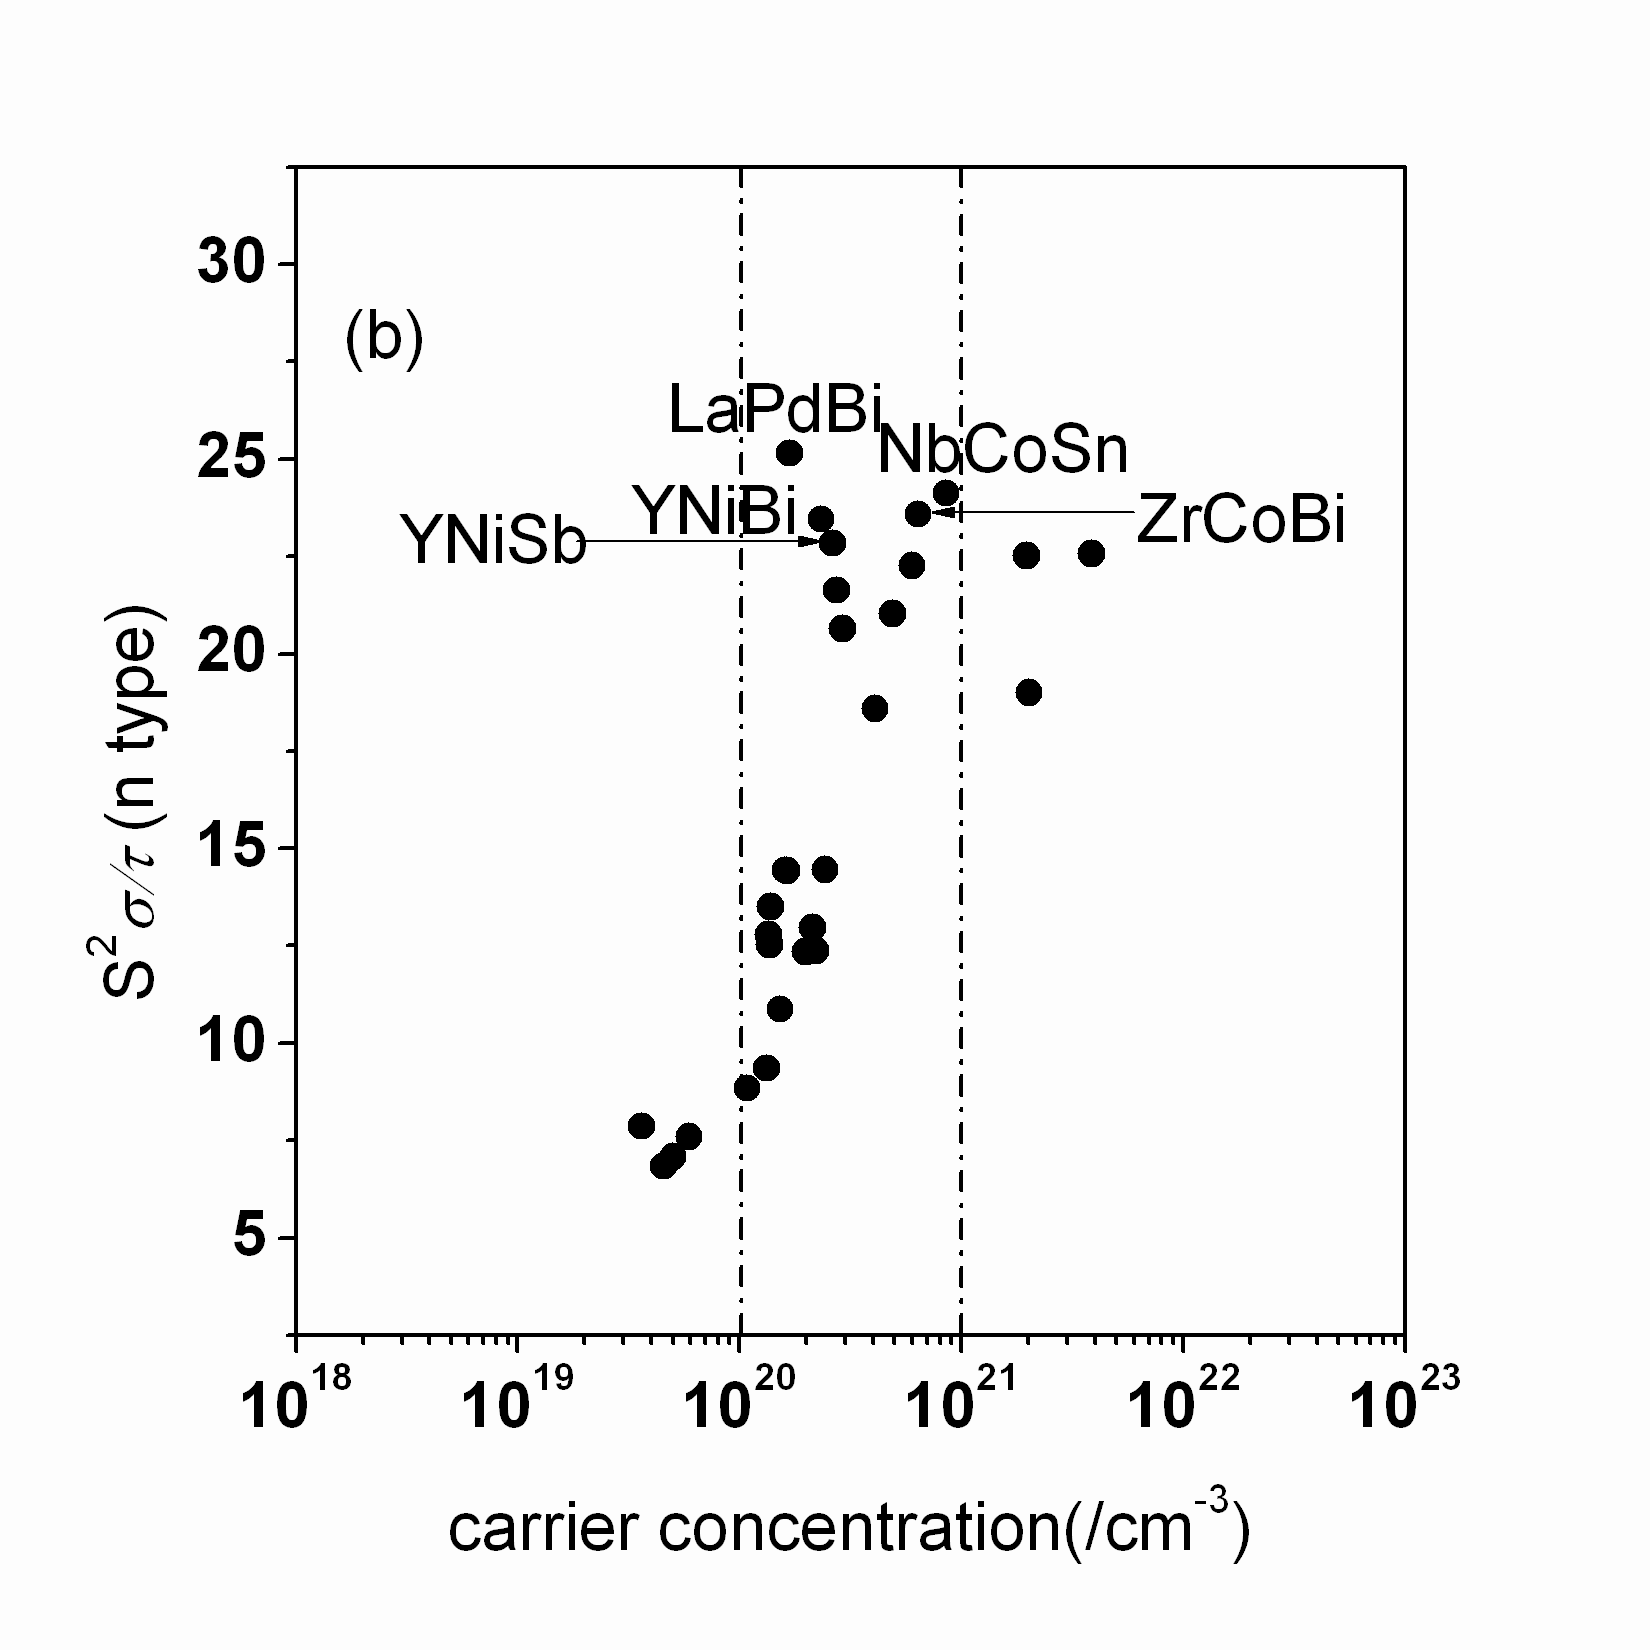 30
(b)
LaPdBi
NbCoSn
25
YNiBi
ZrCoBi
YNiSb
20
S² σ/τ (n type)
15
10
5
10¹⁸ 10¹⁹ 10²⁰ 10²¹ 10²² 10²³
carrier concentration(/cm⁻³)